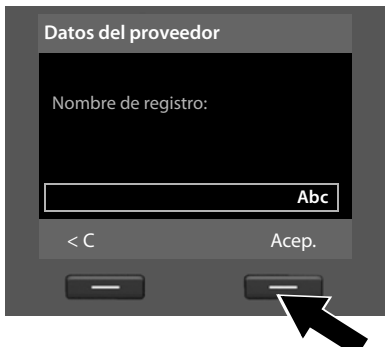 Datos del proveedor
Nombre de registro:
Abc
< C Acep.